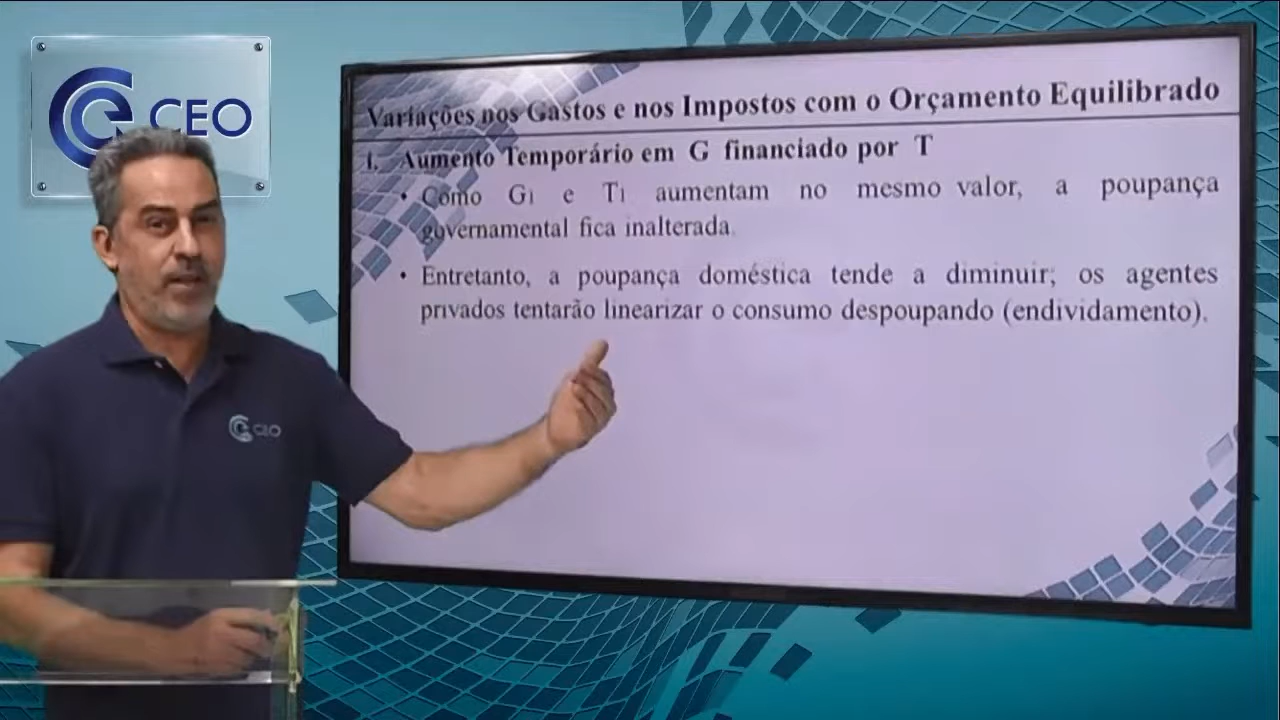 CEO
Variações nos Gastos e nos Impostos com o Orçamento Equilibrado
i. Aumento Temporário em G financiado por T
• Como G1 e T1 aumentam no mesmo valor, a poupança
governamental fica inalterada.
• Entretanto, a poupança doméstica tende a diminuir; os agentes
privados tentarão linearizar o consumo despoupando (endividamento).
CEO